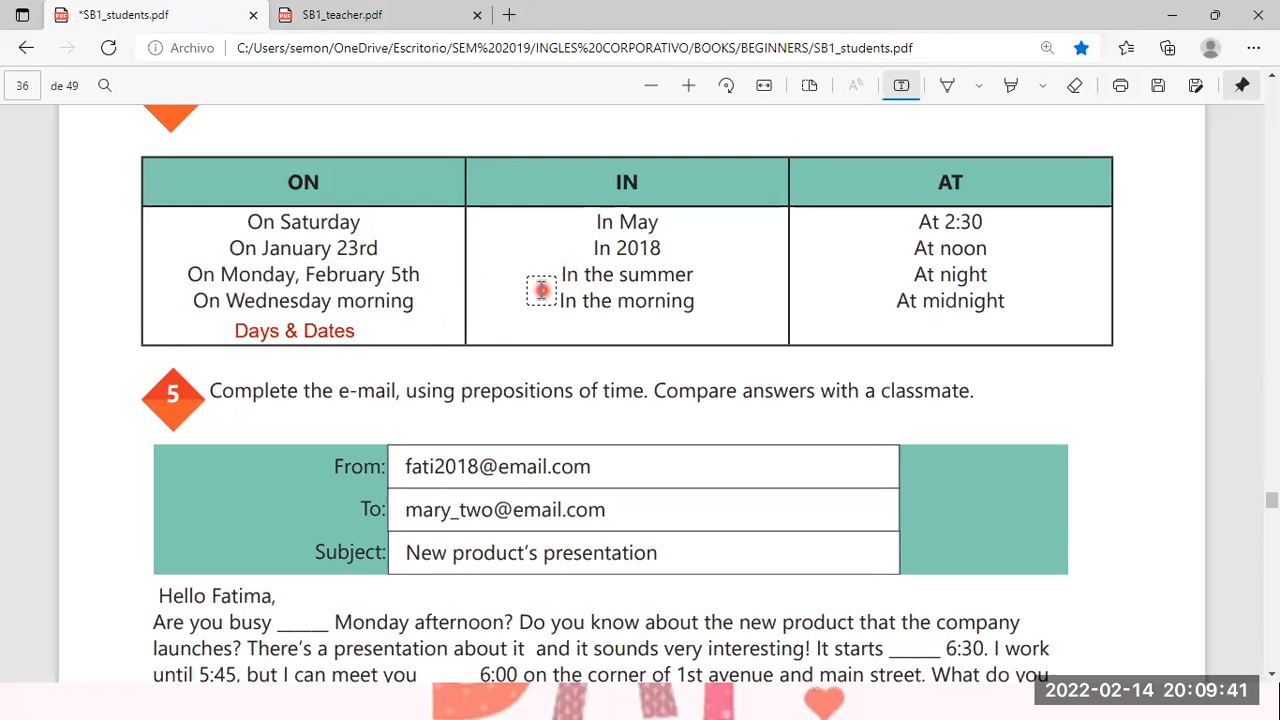 *SB1_students.pdf
SB1_teacher.pdf
Archivo
C:/Users/semon/OneDrive/Escritorio/SEM%202019/INGLES%20CORPORATIVO/BOOKS/BEGINNERS/SB1_students.pdf
36 de 49
ON IN AT
On Saturday In May At 2:30
On January 23rd In 2018 At noon
On Monday, February 5th In the summer At night
On Wednesday morning In the morning At midnight
Days & Dates
5 Complete the e-mail, using prepositions of time. Compare answers with a classmate.
From: fati2018@email.com
To: mary_two@email.com
Subject: New product’s presentation
Hello Fatima,
Are you busy _____ Monday afternoon? Do you know about the new product that the company
launches? There’s a presentation about it and it sounds very interesting! It starts _____ 6:30. I work
until 5:45, but I can meet you _____ 6:00 on the corner of 1st avenue and main street. What do you
2022-02-14 20:09:41